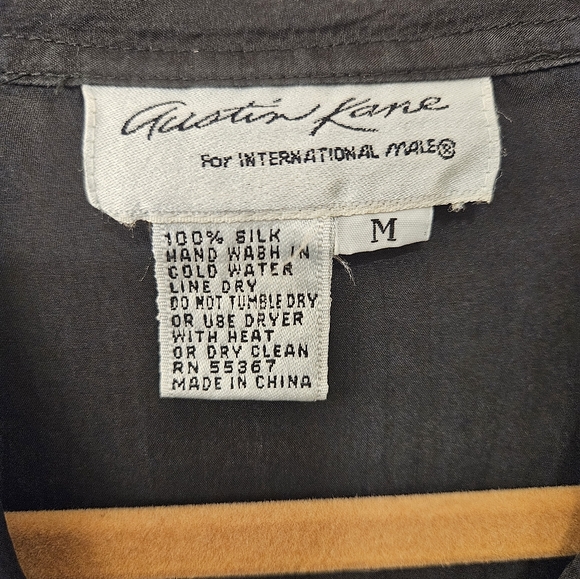 Austin Kane
For INTERNATIONAL MALE®
M
100% SILK
HAND WASH IN
COLD WATER
LINE DRY
DO NOT TUMBLE DRY
OR USE DRYER
WITH HEAT
OR DRY CLEAN
RN 55367
MADE IN CHINA